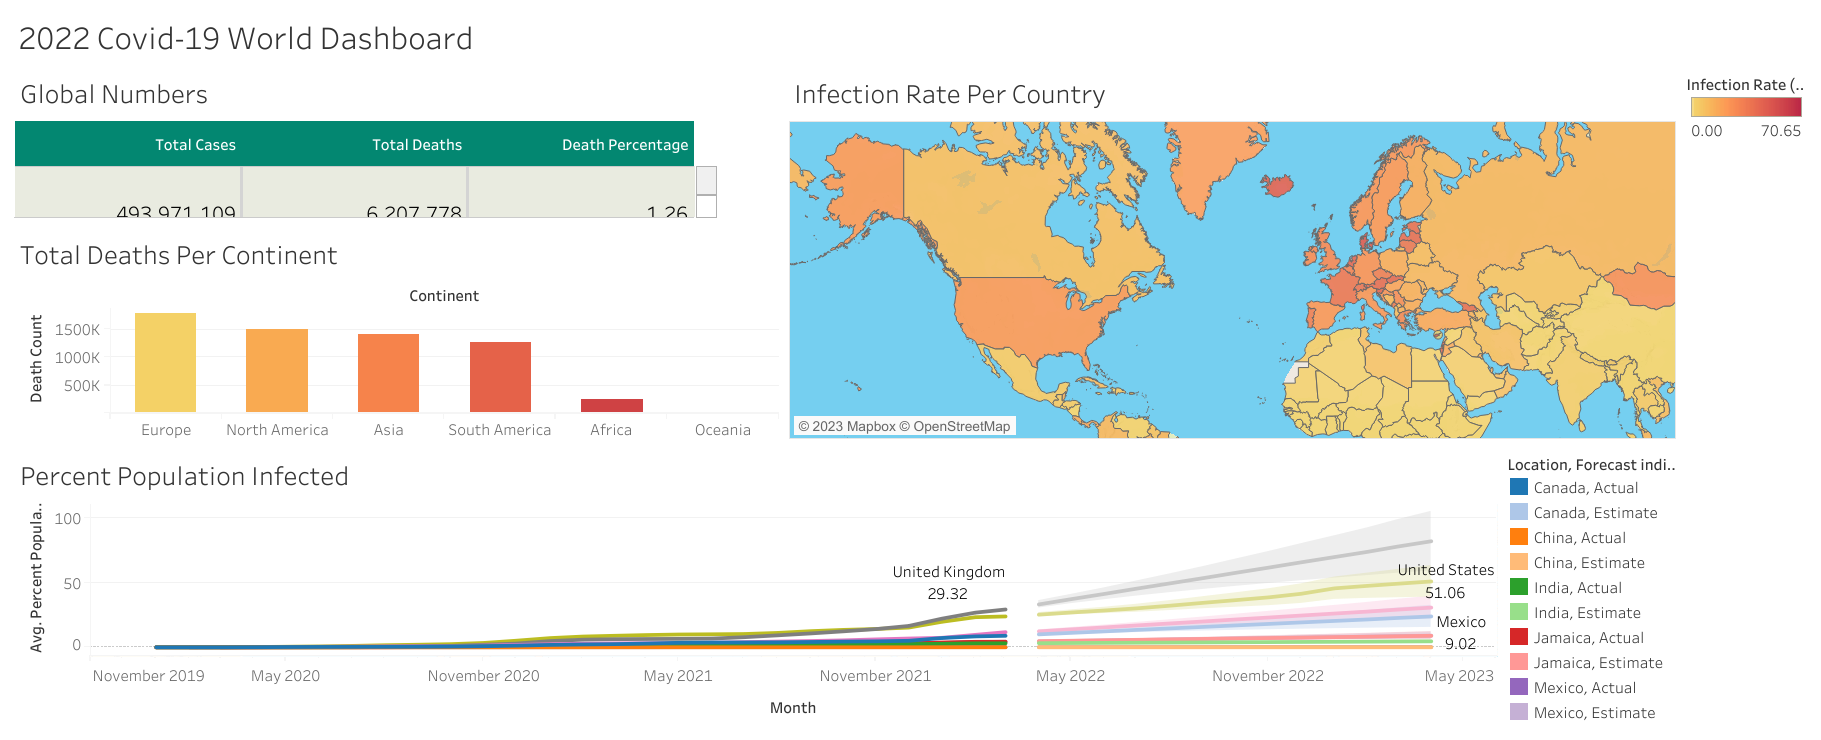 2022 Covid-19 World Dashboard
Global Numbers
Total Cases Total Deaths Death Percentage
493,971,109 6,207,778 1.26
Total Deaths Per Continent
Continent
Death Count
1500K
1000K
500K
Europe North America Asia South America Africa Oceania
Infection Rate Per Country
© 2023 Mapbox © OpenStreetMap
Infection Rate (..
0.00 70.65
Percent Population Infected
Avg. Percent Popula..
100
50
0
United Kingdom
29.32
United States
51.06
Mexico
9.02
November 2019 May 2020 November 2020 May 2021 November 2021 May 2022 November 2022 May 2023
Month
Location, Forecast indi..
Canada, Actual
Canada, Estimate
China, Actual
China, Estimate
India, Actual
India, Estimate
Jamaica, Actual
Jamaica, Estimate
Mexico, Actual
Mexico, Estimate